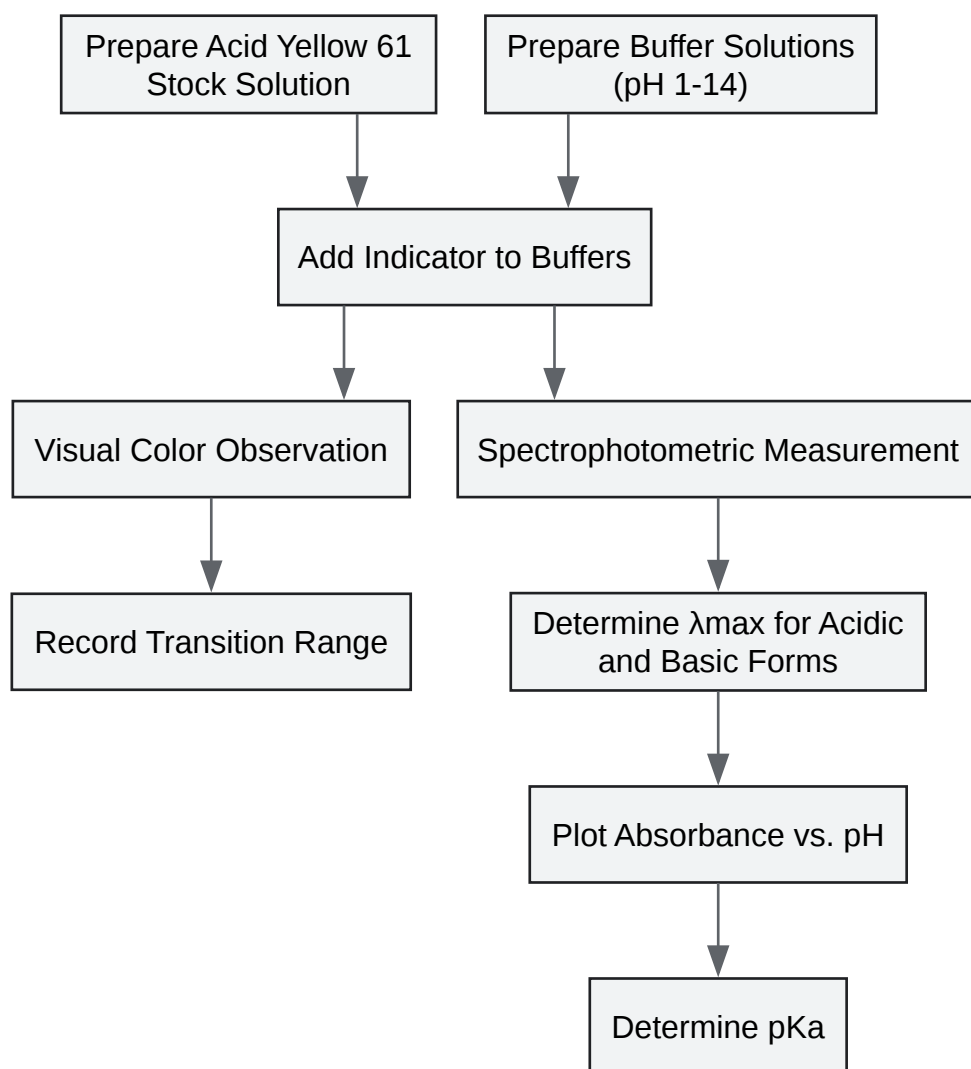 Prepare Acid Yellow 61
Stock Solution
Prepare Buffer Solutions
(pH 1-14)
Add Indicator to Buffers
Visual Color Observation
Spectrophotometric Measurement
Record Transition Range
Determine λmax for Acidic
and Basic Forms
Plot Absorbance vs. pH
Determine pKa